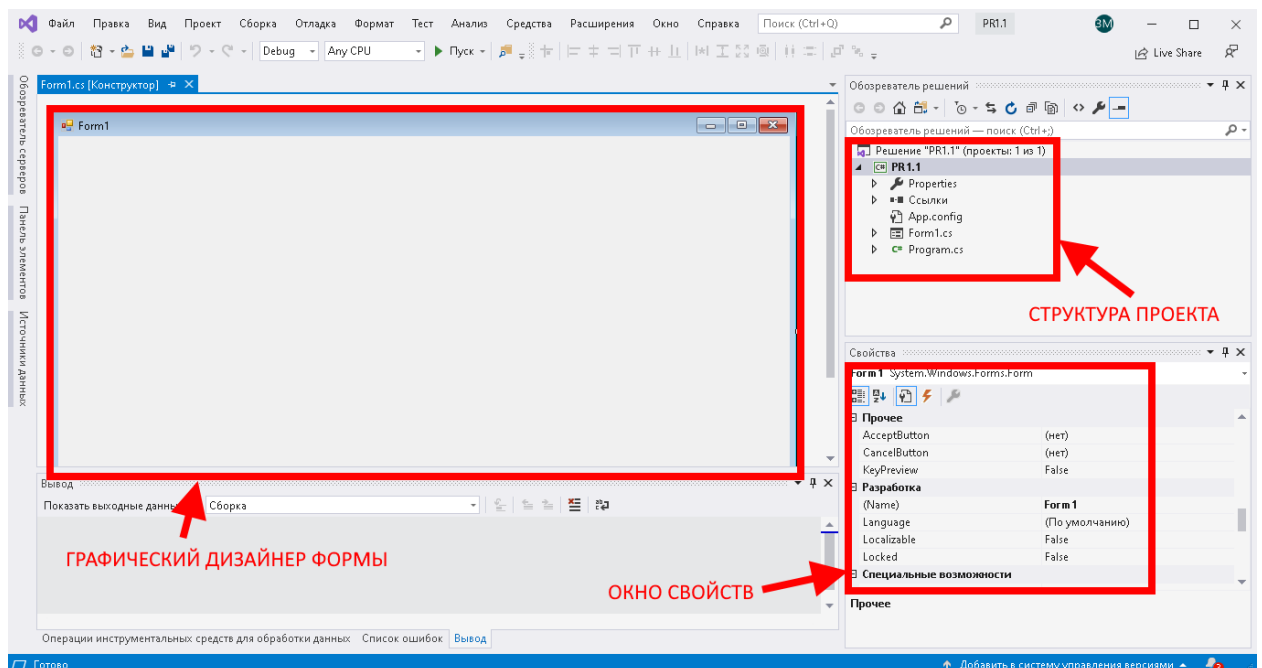 Файл Правка Вид Проект Сборка Отладка Формат Тест Анализ Средства Расширения Окно Справка Поиск (Ctrl+Q) PR1.1 ВМ
Debug Any CPU Пуск Live Share
Обозреватель серверов
Панель элементов
Источники данных
Form1.cs [Конструктор]
Form1
ГРАФИЧЕСКИЙ ДИЗАЙНЕР ФОРМЫ
Вывод
Показать выходные данны Сборка
Операции инструментальных средств для обработки данных Список ошибок Вывод
Обозреватель решений
Обозреватель решений — поиск (Ctrl+;)
Решение "PR1.1" (проекты: 1 из 1)
C# PR1.1
Properties
Ссылки
App.config
Form1.cs
C# Program.cs
СТРУКТУРА ПРОЕКТА
Свойства
Form1 System.Windows.Forms.Form
Прочее
AcceptButton (нет)
CancelButton (нет)
KeyPreview False
Разработка
(Name) Form1
Language (По умолчанию)
Localizable False
Locked False
Специальные возможности
ОКНО СВОЙСТВ
Прочее
Готово Добавить в систему управления версиями